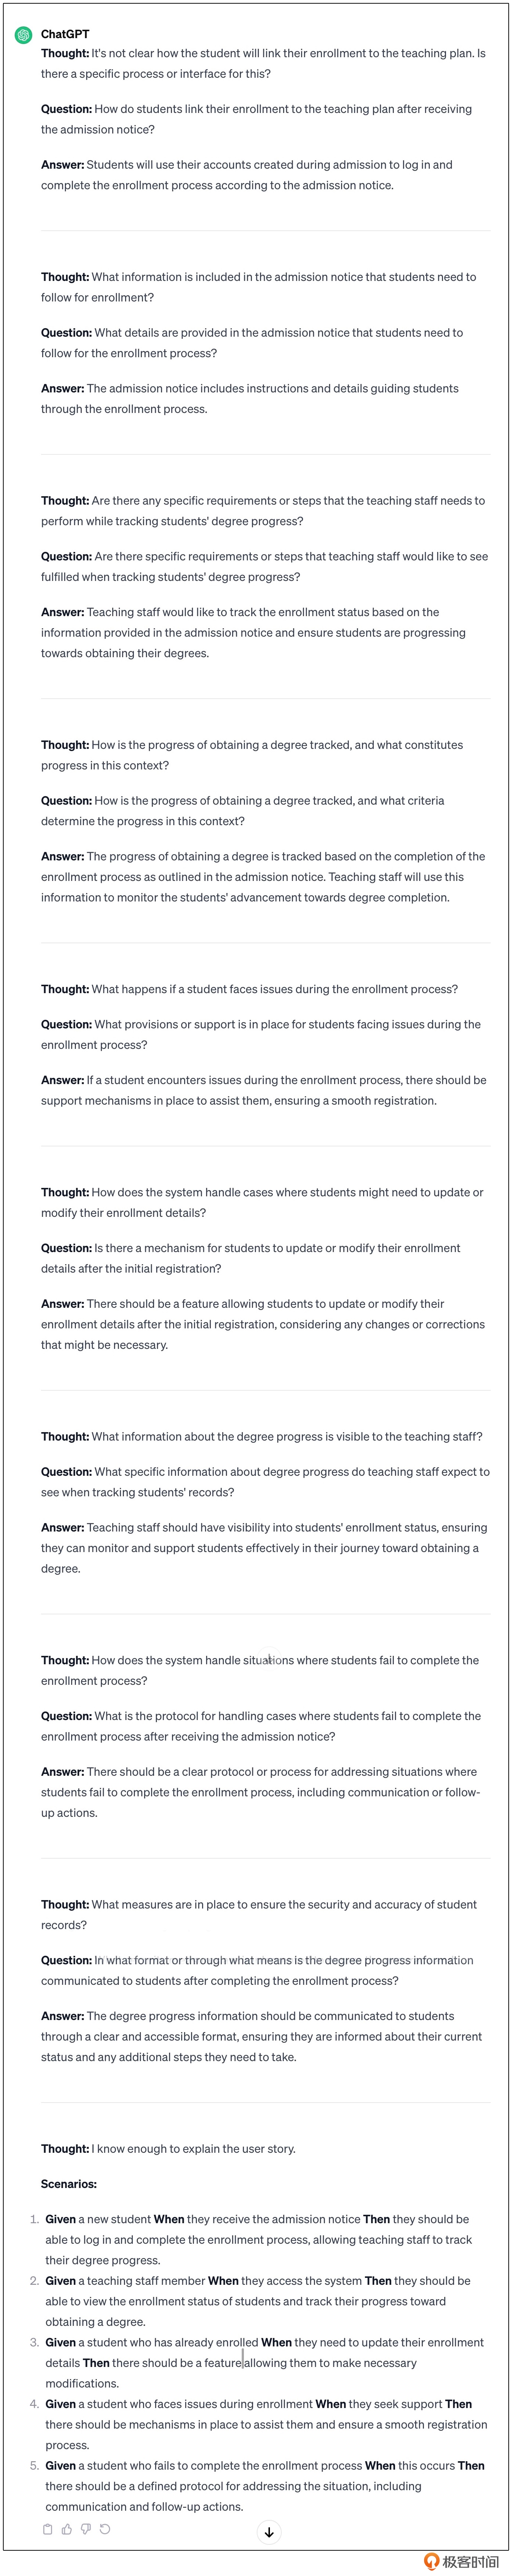 ChatGPT
Thought: It's not clear how the student will link their enrollment to the teaching plan. Is
there a specific process or interface for this?
Question: How do students link their enrollment to the teaching plan after receiving
the admission notice?
Answer: Students will use their accounts created during admission to log in and
complete the enrollment process according to the admission notice.
Thought: What information is included in the admission notice that students need to
follow for enrollment?
Question: What details are provided in the admission notice that students need to
follow for the enrollment process?
Answer: The admission notice includes instructions and details guiding students
through the enrollment process.
Thought: Are there any specific requirements or steps that the teaching staff needs to
perform while tracking students' degree progress?
Question: Are there specific requirements or steps that teaching staff would like to see
fulfilled when tracking students' degree progress?
Answer: Teaching staff would like to track the enrollment status based on the
information provided in the admission notice and ensure students are progressing
towards obtaining their degrees.
Thought: How is the progress of obtaining a degree tracked, and what constitutes
progress in this context?
Question: How is the progress of obtaining a degree tracked, and what criteria
determine the progress in this context?
Answer: The progress of obtaining a degree is tracked based on the completion of the
enrollment process as outlined in the admission notice. Teaching staff will use this
information to monitor the students' advancement towards degree completion.
Thought: What happens if a student faces issues during the enrollment process?
Question: What provisions or support is in place for students facing issues during the
enrollment process?
Answer: If a student encounters issues during the enrollment process, there should be
support mechanisms in place to assist them, ensuring a smooth registration.
Thought: How does the system handle cases where students might need to update or
modify their enrollment details?
Question: Is there a mechanism for students to update or modify their enrollment
details after the initial registration?
Answer: There should be a feature allowing students to update or modify their
enrollment details after the initial registration, considering any changes or corrections
that might be necessary.
Thought: What information about the degree progress is visible to the teaching staff?
Question: What specific information about degree progress do teaching staff expect to
see when tracking students' records?
Answer: Teaching staff should have visibility into students' enrollment status, ensuring
they can monitor and support students effectively in their journey toward obtaining a
degree.
Thought: How does the system handle situations where students fail to complete the
enrollment process?
Question: What is the protocol for handling cases where students fail to complete the
enrollment process after receiving the admission notice?
Answer: There should be a clear protocol or process for addressing situations where
students fail to complete the enrollment process, including communication or follow-
up actions.
Thought: What measures are in place to ensure the security and accuracy of student
records?
Question: In what format or through what means is the degree progress information
communicated to students after completing the enrollment process?
Answer: The degree progress information should be communicated to students
through a clear and accessible format, ensuring they are informed about their current
status and any additional steps they need to take.
Thought: I know enough to explain the user story.
Scenarios:
1. Given a new student When they receive the admission notice Then they should be
able to log in and complete the enrollment process, allowing teaching staff to track
their degree progress.
2. Given a teaching staff member When they access the system Then they should be
able to view the enrollment status of students and track their progress toward
obtaining a degree.
3. Given a student who has already enrolled When they need to update their enrollment
details Then there should be a feature allowing them to make necessary
modifications.
4. Given a student who faces issues during enrollment When they seek support Then
there should be mechanisms in place to assist them and ensure a smooth registration
process.
5. Given a student who fails to complete the enrollment process When this occurs Then
there should be a defined protocol for addressing the situation, including
communication and follow-up actions.
极客时间